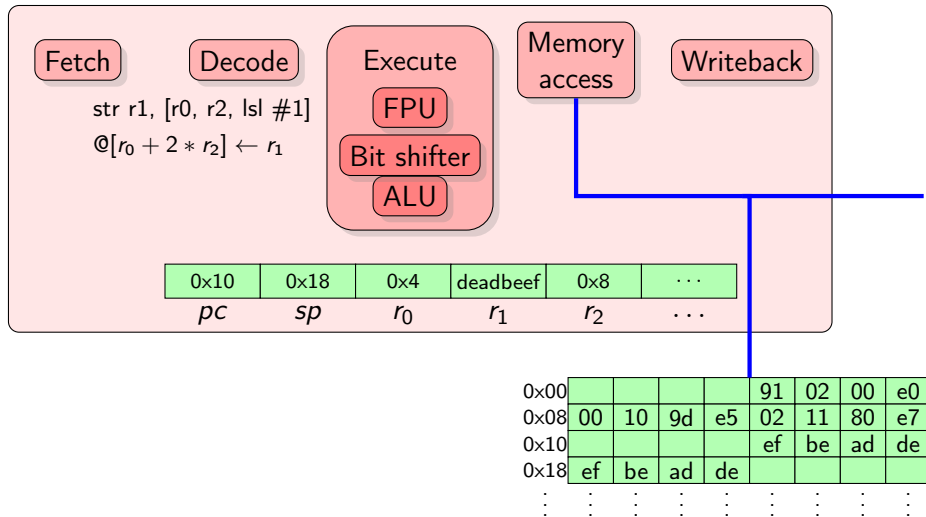 Fetch
Decode
Execute
Memory
access
Writeback
str r1, [r0, r2, lsl #1]
@[r₀ + 2 * r₂] ← r₁
FPU
Bit shifter
ALU
0x10 0x18 0x4 deadbeef 0x8 ...
pc sp r₀ r₁ r₂ ...
0x00 91 02 00 e0
0x08 00 10 9d e5 02 11 80 e7
0x10 ef be ad de
0x18 ef be ad de